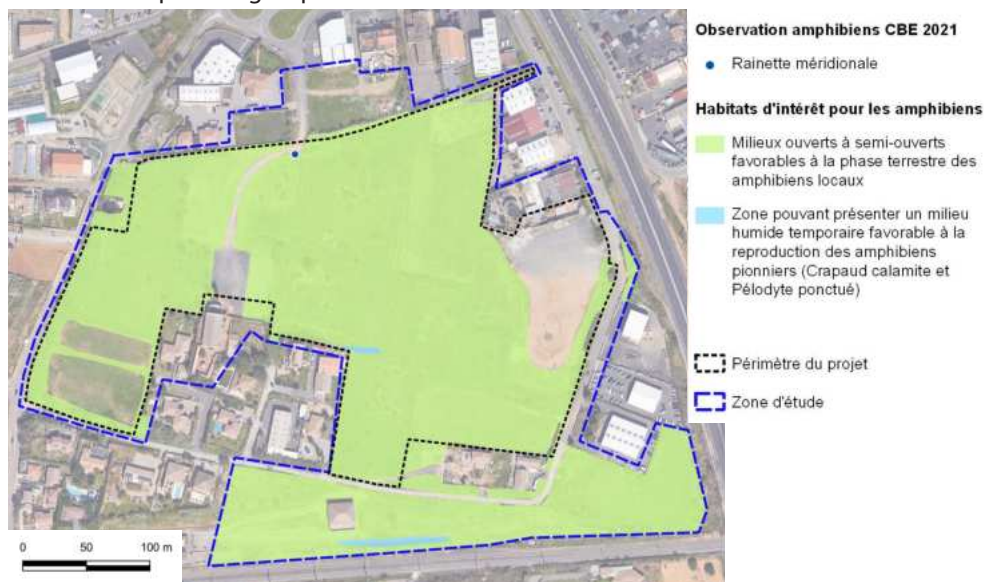 Observation amphibiens CBE 2021
Rainette méridionale
Habitats d'intérêt pour les amphibiens
Milieux ouverts à semi-ouverts
favorables à la phase terrestre des
amphibiens locaux
Zone pouvant présenter un milieu
humide temporaire favorable à la
reproduction des amphibiens
pionniers (Crapaud calamite et
Pélodyte ponctué)
Périmètre du projet
Zone d'étude
0 50 100 m